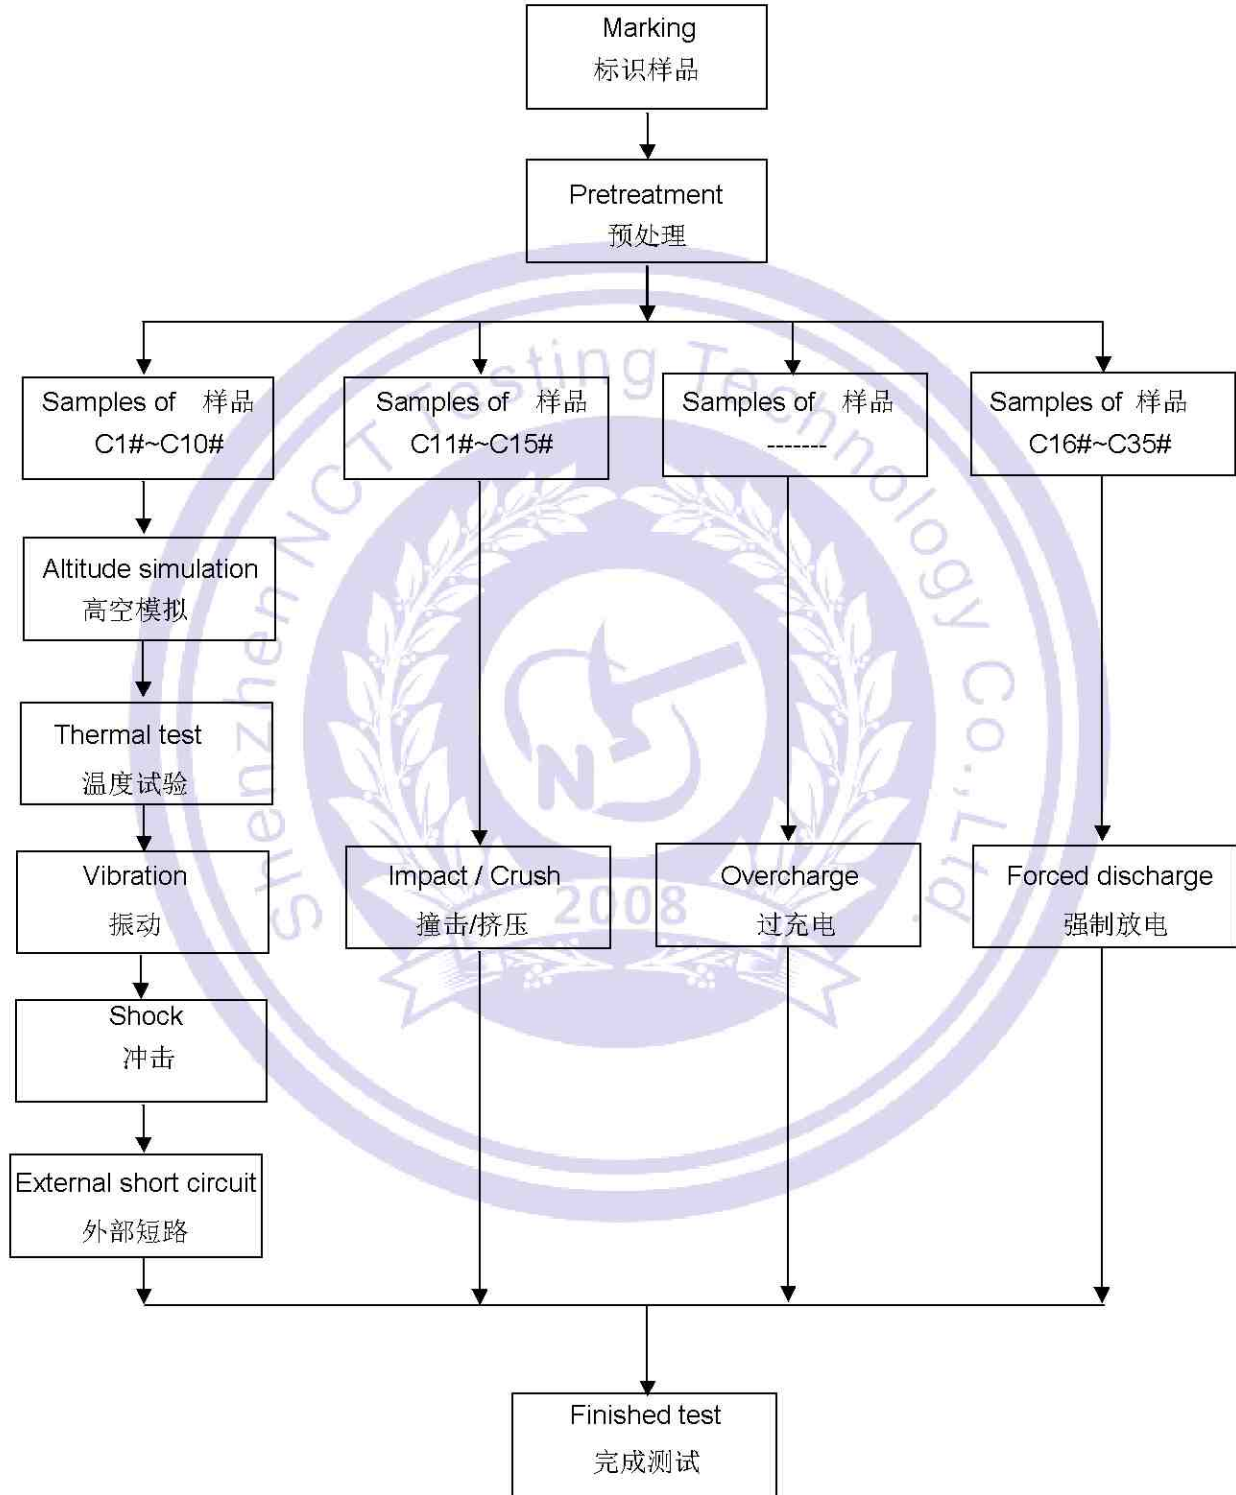 Marking
标识样品
Pretreatment
预处理
Samples of 样品
C1#~C10#
Samples of 样品
C11#~C15#
Samples of 样品
-------
Samples of 样品
C16#~C35#
Altitude simulation
高空模拟
Thermal test
温度试验
Vibration
振动
Impact / Crush
撞击/挤压
Overcharge
过充电
Forced discharge
强制放电
Shock
冲击
External short circuit
外部短路
Finished test
完成测试
Shenzhen NCT Testing Technology Co., Ltd.
N
2008